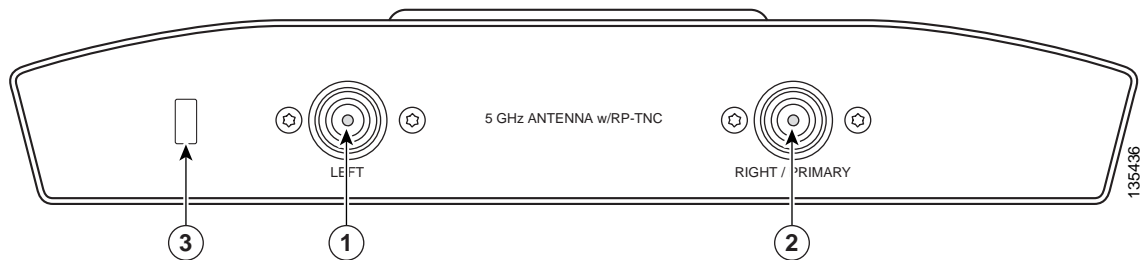 5 GHz ANTENNA w/RP-TNC
LEFT
RIGHT / PRIMARY
135436
3
1
2